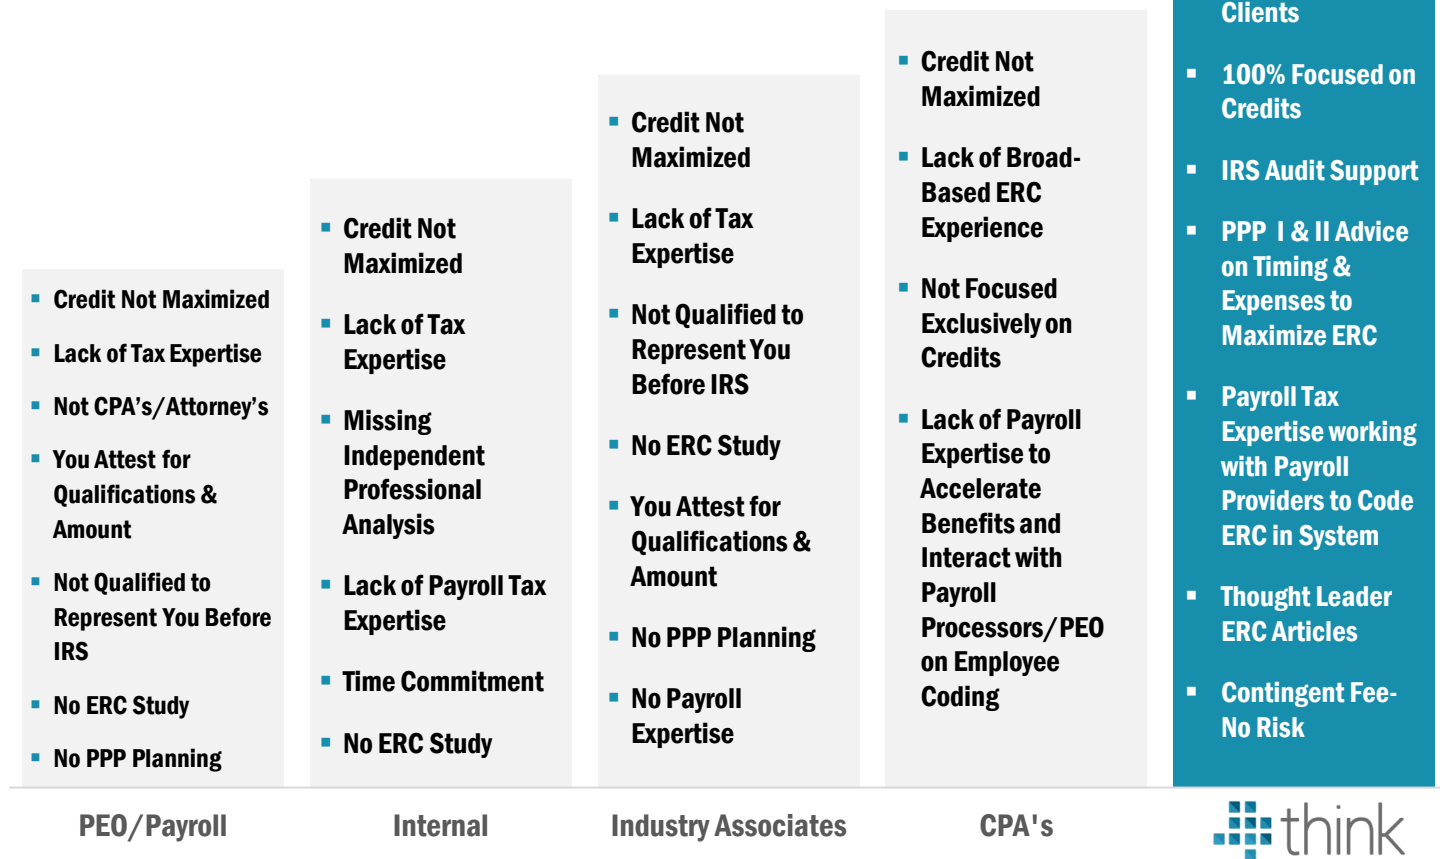 Credit Not Maximized
Lack of Tax Expertise
Not CPA's/Attorney's
You Attest for
Qualifications &
Amount
Not Qualified to
Represent You Before
IRS
No ERC Study
No PPP Planning
PEO/Payroll
Credit Not
Maximized
Lack of Tax
Expertise
Missing
Independent
Professional
Analysis
Lack of Payroll Tax
Expertise
Time Commitment
No ERC Study
Internal
Credit Not
Maximized
Lack of Tax
Expertise
Not Qualified to
Represent You
Before IRS
No ERC Study
You Attest for
Qualifications &
Amount
No PPP Planning
No Payroll
Expertise
Industry Associates
Credit Not
Maximized
Lack of Broad-
Based ERC
Experience
Not Focused
Exclusively on
Credits
Lack of Payroll
Expertise to
Accelerate
Benefits and
Interact with
Payroll
Processors/PEO
on Employee
Coding
CPA's
Clients
100% Focused on
Credits
IRS Audit Support
PPP I & II Advice
on Timing &
Expenses to
Maximize ERC
Payroll Tax
Expertise working
with Payroll
Providers to Code
ERC in System
Thought Leader
ERC Articles
Contingent Fee-
No Risk
think